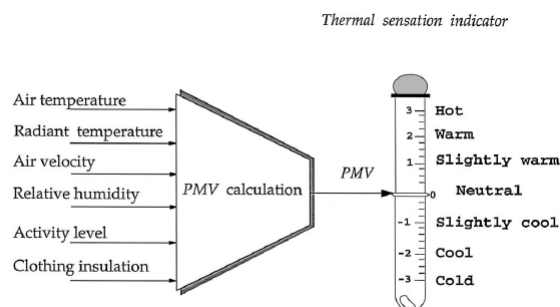 Thermal sensation indicator
Air temperature
Radiant temperature
Air velocity
Relative humidity
Activity level
Clothing insulation
PMV calculation
PMV
3 Hot
2 Warm
1 Slightly warm
0 Neutral
-1 Slightly cool
-2 Cool
-3 Cold